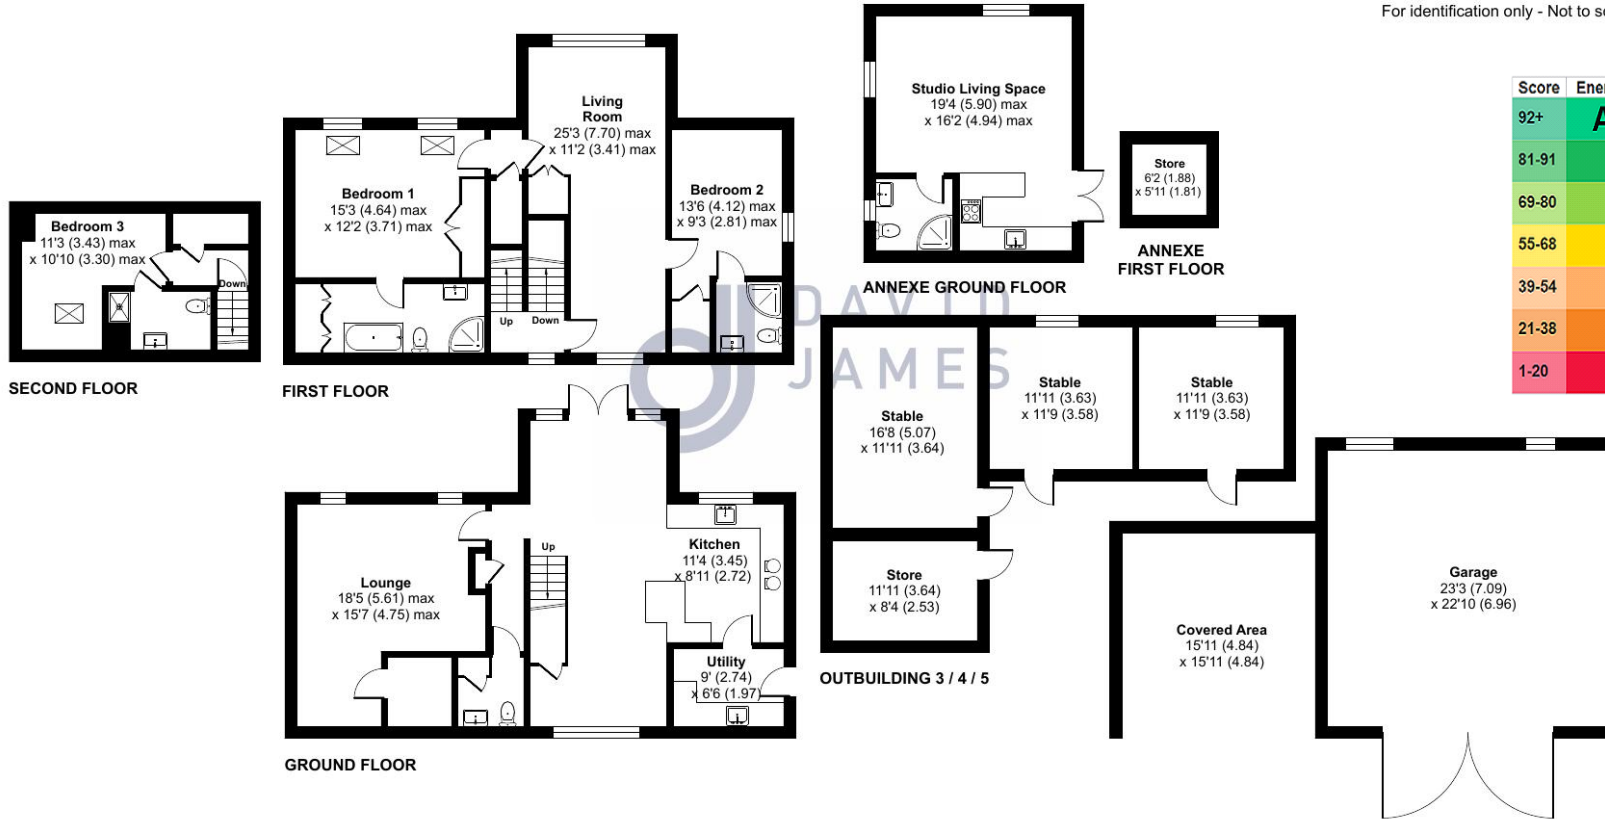 For identification only - Not to
Score
92+
A
81-91
69-80
55-68
39-54
21-38
1-20
Bedroom 3
11'3 (3.43) max
x 10'10 (3.30) max
Down
SECOND FLOOR
Bedroom 1
15'3 (4.64) max
x 12'2 (3.71) max
Living
Room
25'3 (7.70) max
x 11'2 (3.41) max
Bedroom 2
13'6 (4.12) max
x 9'3 (2.81) max
Up
Down
FIRST FLOOR
Studio Living Space
19'4 (5.90) max
x 16'2 (4.94) max
ANNEXE GROUND FLOOR
Store
6'2 (1.88)
x 5'11 (1.81)
ANNEXE
FIRST FLOOR
DAVID
JAMES
Lounge
18'5 (5.61) max
x 15'7 (4.75) max
Up
Kitchen
11'4 (3.45)
x 8'11 (2.72)
Utility
9' (2.74)
x 6'6 (1.97)
GROUND FLOOR
Stable
16'8 (5.07)
x 11'11 (3.64)
Stable
11'11 (3.63)
x 11'9 (3.58)
Stable
11'11 (3.63)
x 11'9 (3.58)
Store
11'11 (3.64)
x 8'4 (2.53)
OUTBUILDING 3 / 4 / 5
Covered Area
15'11 (4.84)
x 15'11 (4.84)
Garage
23'3 (7.09)
x 22'10 (6.96)